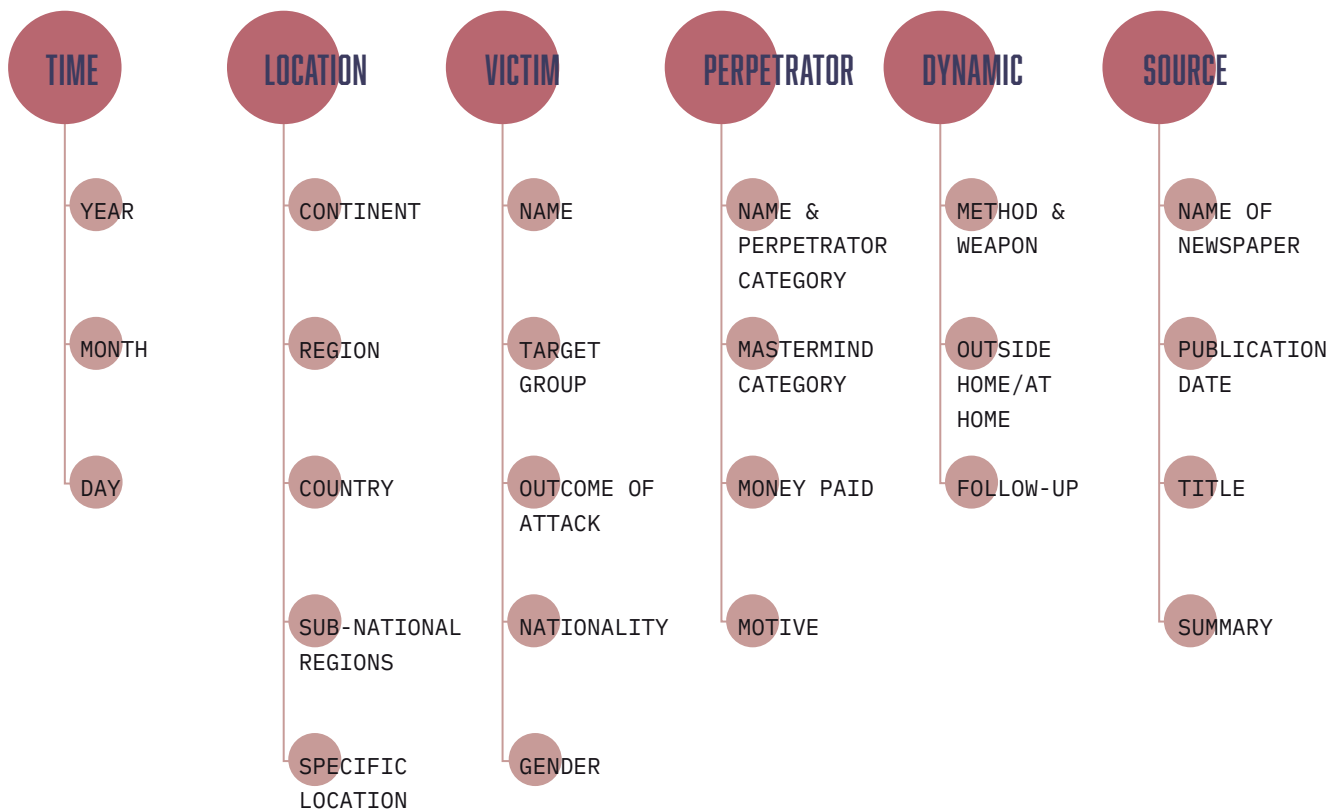 TIME
YEAR
MONTH
DAY
LOCATION
CONTINENT
REGION
COUNTRY
SUB-NATIONAL
REGIONS
SPECIFIC
LOCATION
VICTIM
NAME
TARGET
GROUP
OUTCOME OF
ATTACK
NATIONALITY
GENDER
PERPETRATOR
NAME &
PERPETRATOR
CATEGORY
MASTERMIND
CATEGORY
MONEY PAID
MOTIVE
DYNAMIC
METHOD &
WEAPON
OUTSIDE
HOME/AT
HOME
FOLLOW-UP
SOURCE
NAME OF
NEWSPAPER
PUBLICATION
DATE
TITLE
SUMMARY